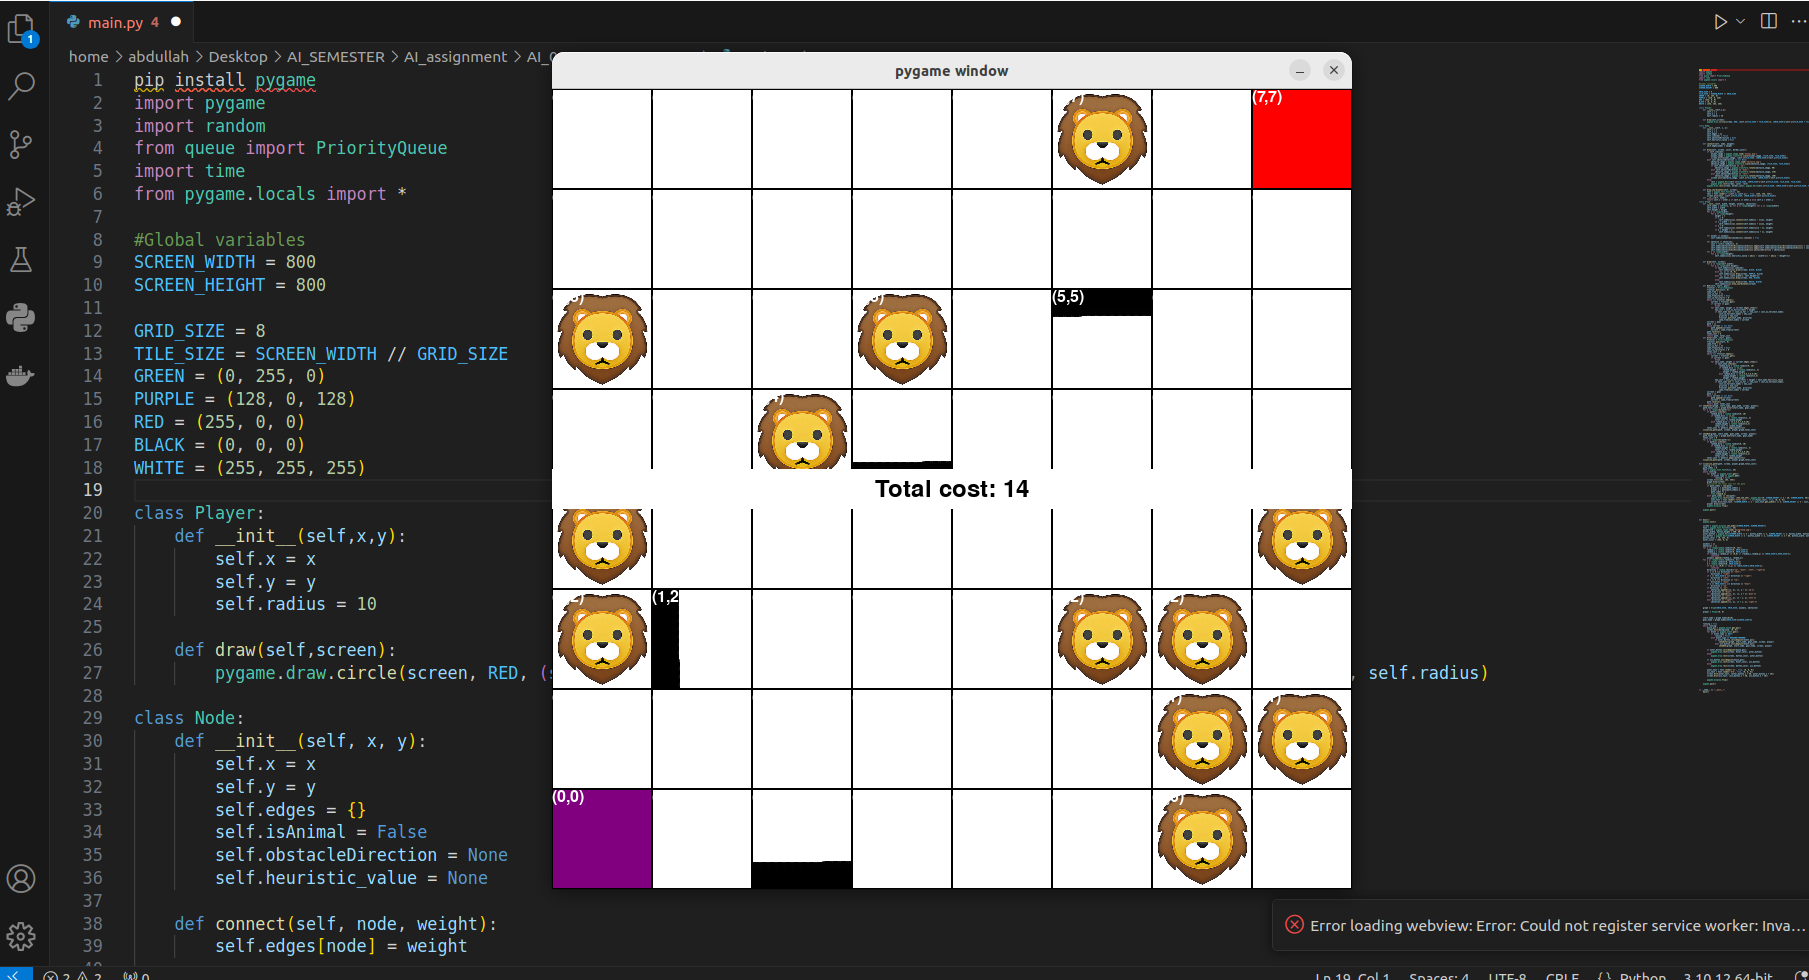 main.py 4
home > abdullah > Desktop > AI_SEMESTER > AI_assignment >
pygame window
1 pip install pygame
2 import pygame
3 import random
4 from queue import PriorityQueue
5 import time
6 from pygame.locals import *
7
8 #Global variables
9 SCREEN_WIDTH = 800
10 SCREEN_HEIGHT = 800
11
12 GRID_SIZE = 8
13 TILE_SIZE = SCREEN_WIDTH // GRID_SIZE
14 GREEN = (0, 255, 0)
15 PURPLE = (128, 0, 128)
16 RED = (255, 0, 0)
17 BLACK = (0, 0, 0)
18 WHITE = (255, 255, 255)
19
20 class Player:
21 def __init__(self,x,y):
22 self.x = x
23 self.y = y
24 self.radius = 10
25
26 def draw(self,screen):
27 pygame.draw.circle(screen, RED, ( , self.radius)
28
29 class Node:
30 def __init__(self, x, y):
31 self.x = x
32 self.y = y
33 self.edges = {}
34 self.isAnimal = False
35 self.obstacleDirection = None
36 self.heuristic_value = None
37
38 def connect(self, node, weight):
39 self.edges[node] = weight
(7,7)
(5,5)
Total cost: 14
(1,2
(0,0)
Error loading webview: Error: Could not register service worker: Inva...
2 2 0
Ln 19, Col 1 Spaces: 4 UTF-8 CRLF {} Python 3.10.12 64-bit